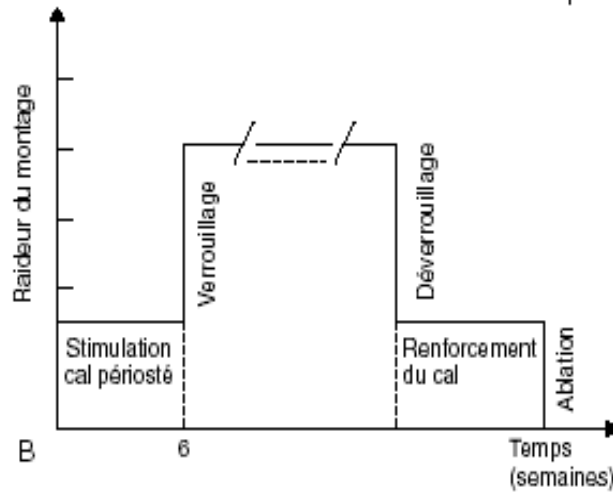 Raideur du montage
Verrouillage
Déverrouillage
Stimulation
cal périosté
Renforcement
du cal
Ablation
B
6
Temps
(semaines)